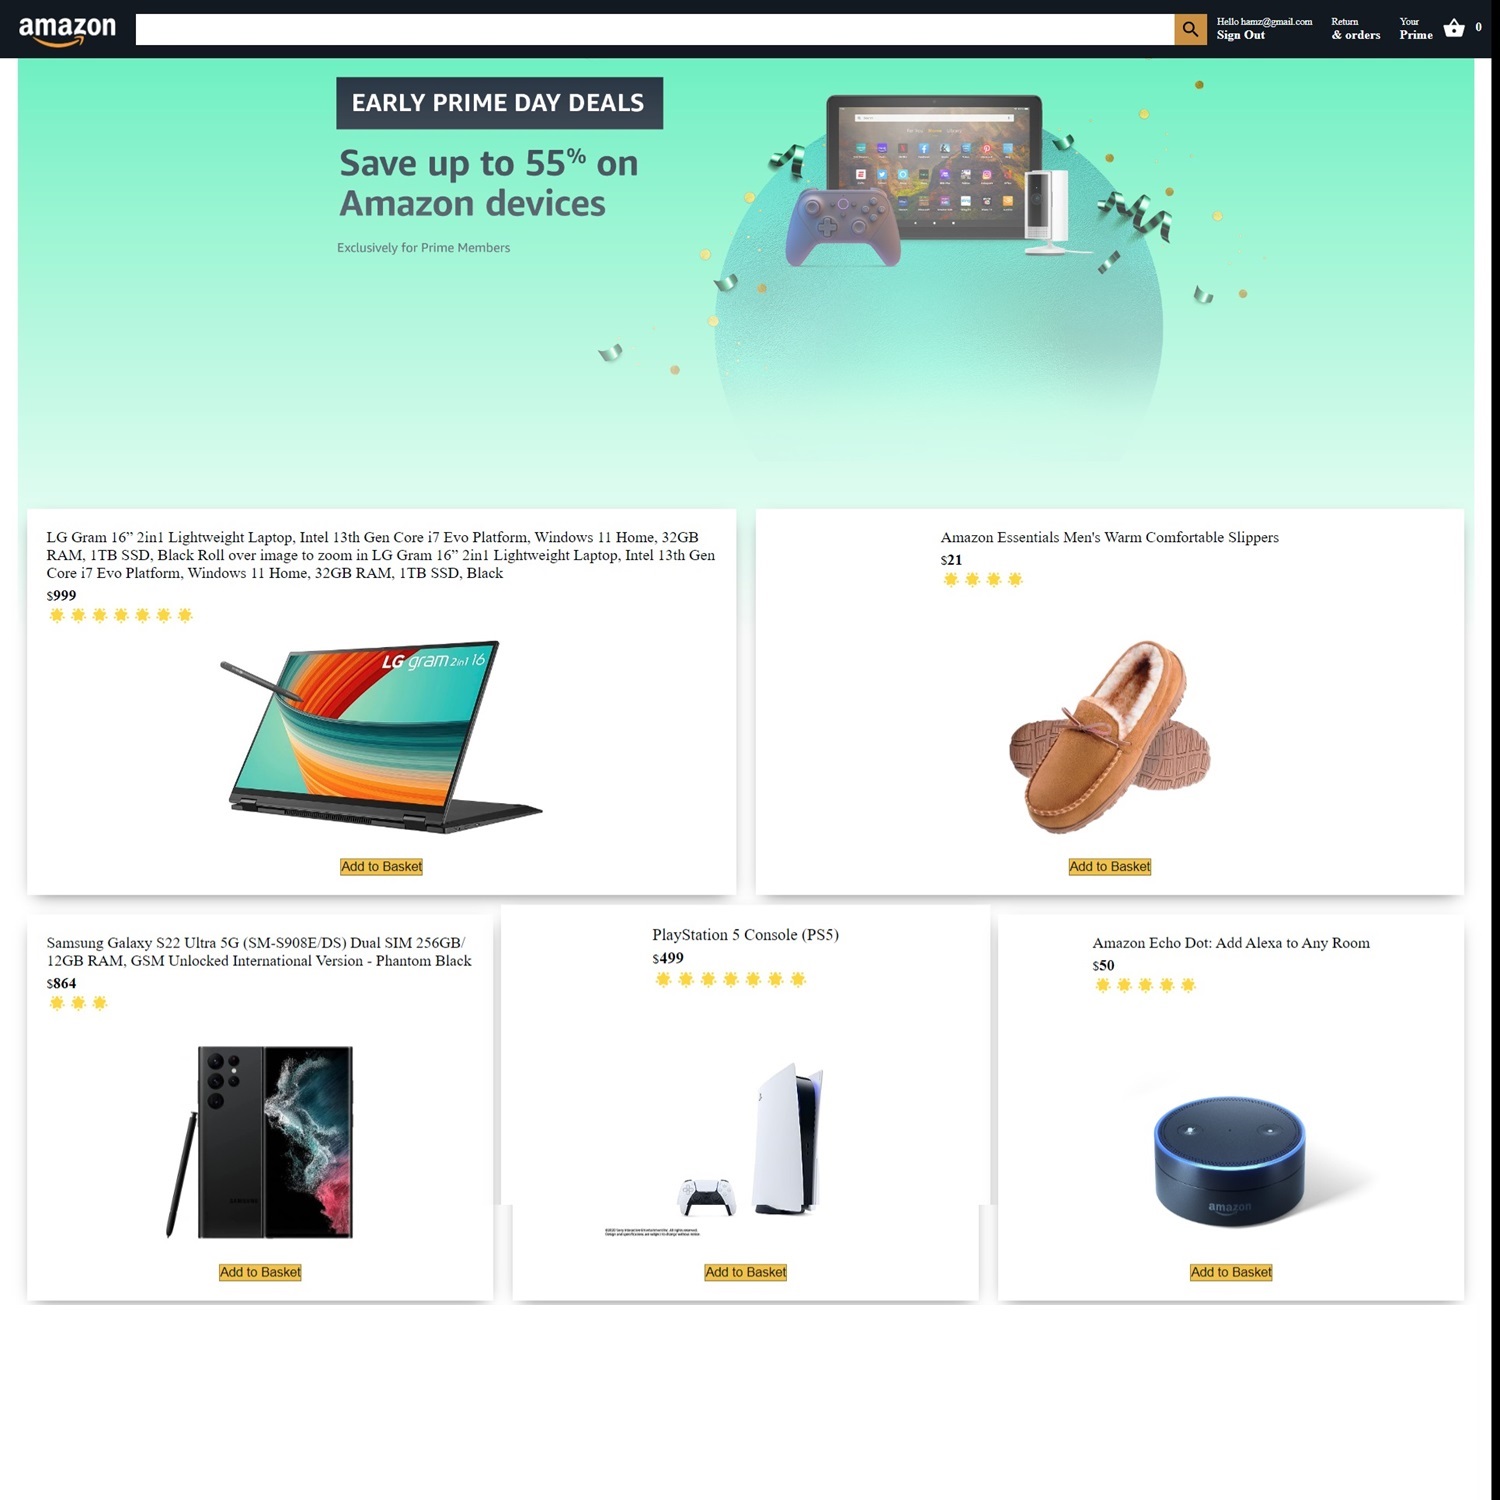 amazon
Hello hamz@gmail.com
Sign Out
Return
& orders
Your
Prime
0
EARLY PRIME DAY DEALS
Save up to 55% on
Amazon devices
Exclusively for Prime Members
LG Gram 16” 2in1 Lightweight Laptop, Intel 13th Gen Core i7 Evo Platform, Windows 11 Home, 32GB
RAM, 1TB SSD, Black Roll over image to zoom in LG Gram 16” 2in1 Lightweight Laptop, Intel 13th Gen
Core i7 Evo Platform, Windows 11 Home, 32GB RAM, 1TB SSD, Black
$999
LG gram 2in1 16
Add to Basket
Amazon Essentials Men's Warm Comfortable Slippers
$21
Add to Basket
Samsung Galaxy S22 Ultra 5G (SM-S908E/DS) Dual SIM 256GB/
12GB RAM, GSM Unlocked International Version - Phantom Black
$864
SAMSUNG
Add to Basket
PlayStation 5 Console (PS5)
$499
Add to Basket
Amazon Echo Dot: Add Alexa to Any Room
$50
amazon
Add to Basket